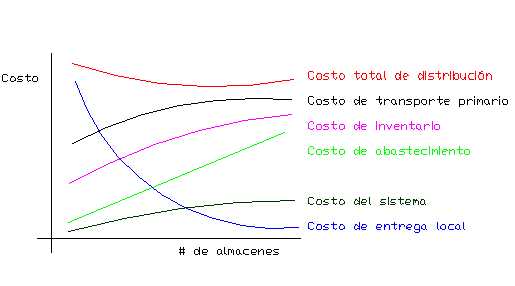 Costo
Costo total de distribución
Costo de transporte primario
Costo de inventario
Costo de abastecimiento
Costo del sistema
Costo de entrega local
# de almacenes